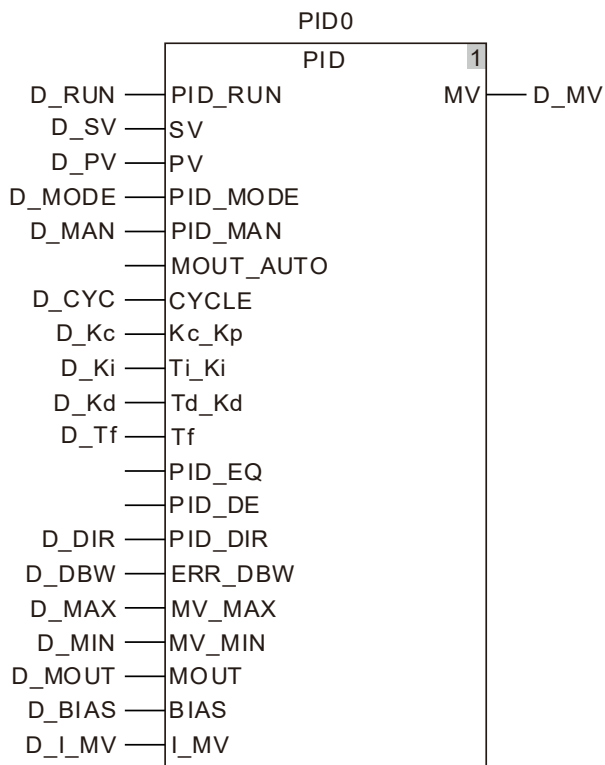 PID0
PID 1
D_RUN PID_RUN MV D_MV
D_SV SV
D_PV PV
D_MODE PID_MODE
D_MAN PID_MAN
MOUT_AUTO
D_CYC CYCLE
D_Kc Kc_Kp
D_Ki Ti_Ki
D_Kd Td_Kd
D_Tf Tf
PID_EQ
PID_DE
D_DIR PID_DIR
D_DBW ERR_DBW
D_MAX MV_MAX
D_MIN MV_MIN
D_MOUT MOUT
D_BIAS BIAS
D_I_MV I_MV